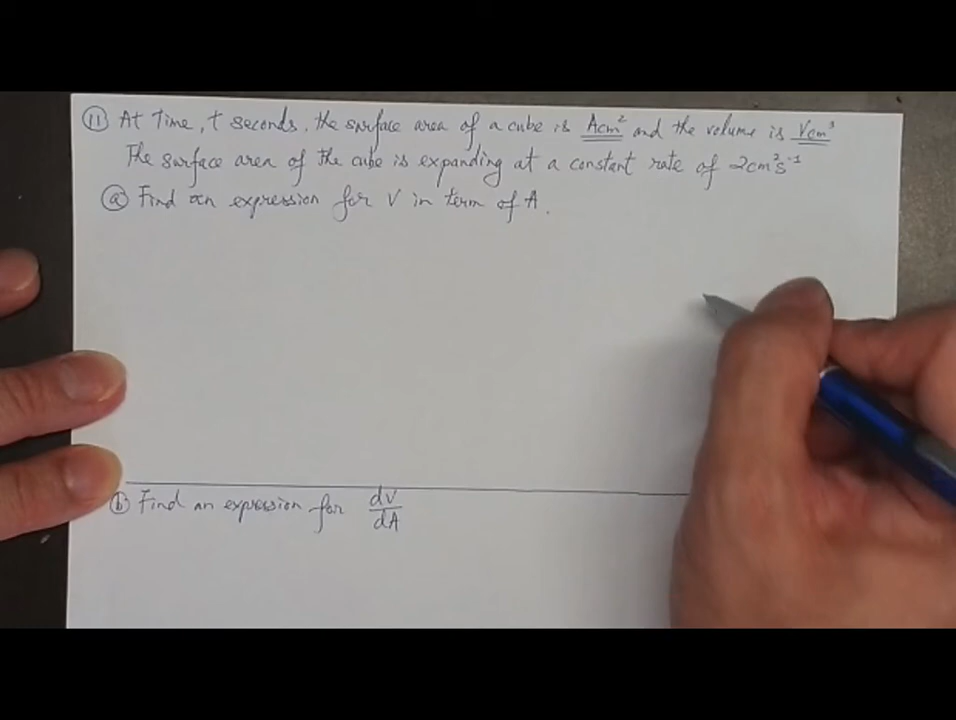 ⑪ At Time, t seconds, the surface area of a cube is Acm² and the volume is Vcm³
The surface area of the cube is expanding at a constant rate of 2cm²s⁻¹
ⓐ Find an expression for V in term of A.
ⓑ Find an expression for dV/dA